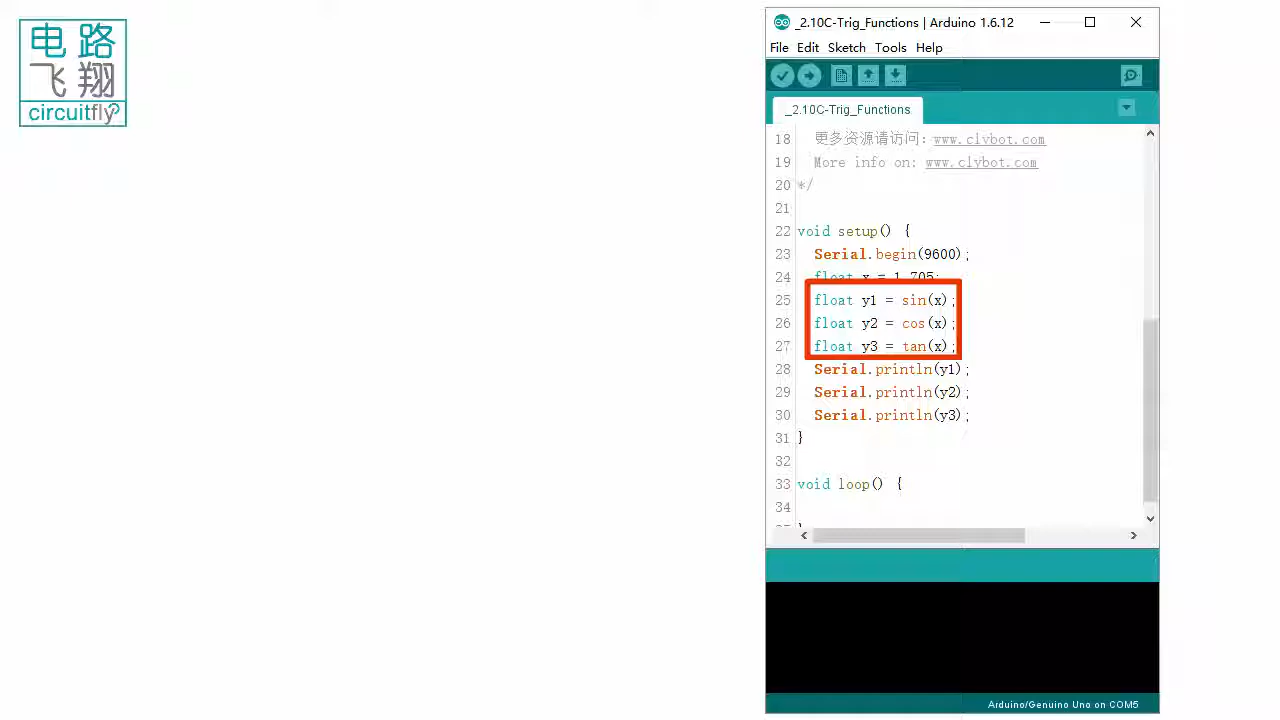 电路
飞翔
circuitfly
_2.10C-Trig_Functions | Arduino 1.6.12
File Edit Sketch Tools Help
_2.10C-Trig_Functions
18 更多资源请访问: www.clybot.com
19 More info on: www.clybot.com
20 */
21
22 void setup() {
23 Serial.begin(9600);
24 float x = 1.705;
25 float y1 = sin(x);
26 float y2 = cos(x);
27 float y3 = tan(x);
28 Serial.println(y1);
29 Serial.println(y2);
30 Serial.println(y3);
31 }
32
33 void loop() {
34
Arduino/Genuino Uno on COM5